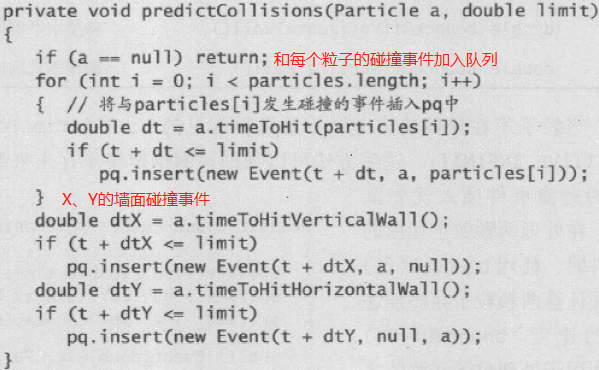 private void predictCollisions(Particle a, double limit)
{
if (a == null) return; 和每个粒子的碰撞事件加入队列
for (int i = 0; i < particles.length; i++)
{ // 将与particles[i]发生碰撞的事件插入pq中
double dt = a.timeToHit(particles[i]);
if (t + dt <= limit)
pq.insert(new Event(t + dt, a, particles[i]));
} X、Y的墙面碰撞事件
double dtX = a.timeToHitVerticalWall();
if (t + dtX <= limit)
pq.insert(new Event(t + dtX, a, null));
double dtY = a.timeToHitHorizontalWall();
if (t + dtY <= limit)
pq.insert(new Event(t + dtY, null, a));
}